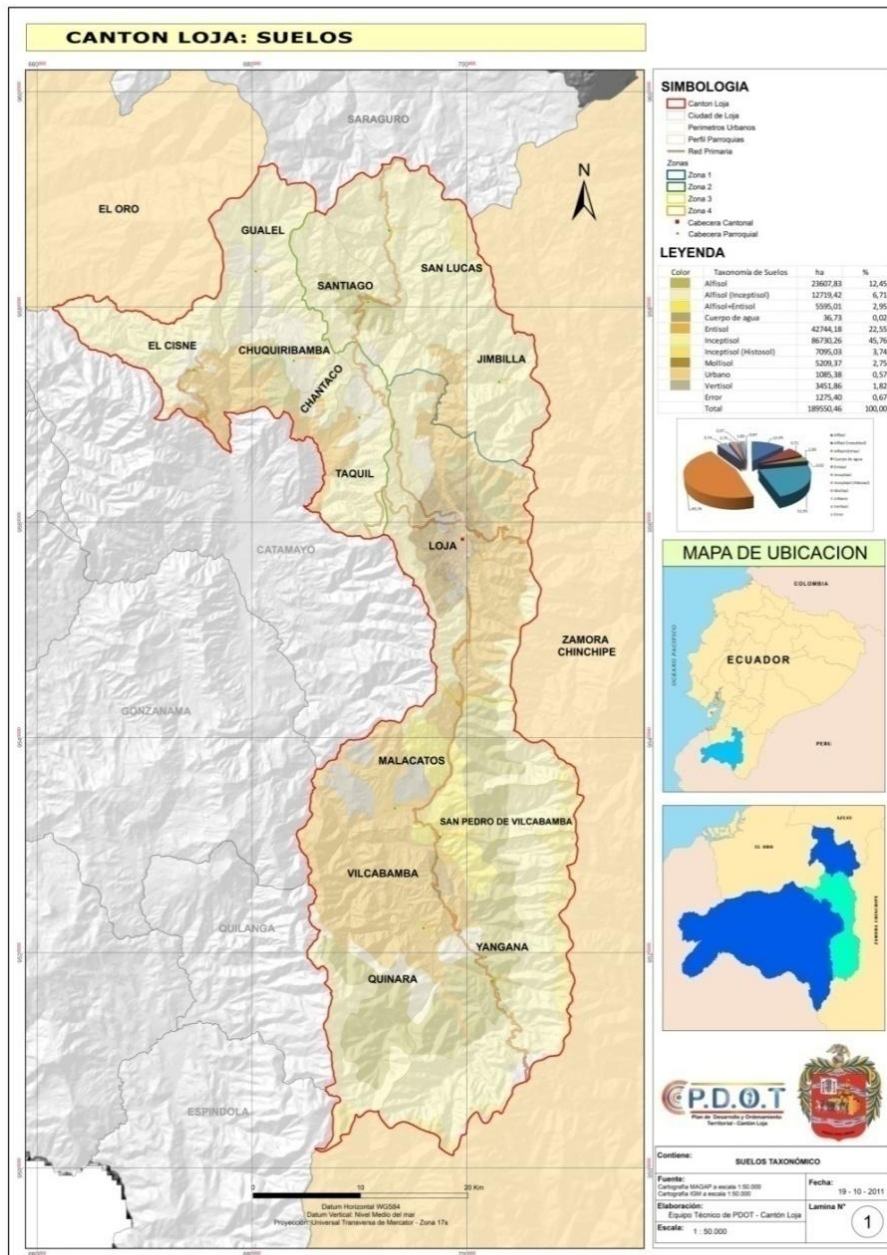 CANTON LOJA: SUELOS
SARAGURO
N
EL ORO
GUALEL
SAN LUCAS
SANTIAGO
EL CISNE
CHUQUIRIBAMBA
CHANTACO
JIMBILLA
TAQUIL
CATAMAYO
LOJA
ZAMORA
CHINCHIPE
GONZANAMA
MALACATOS
SAN PEDRO DE VILCABAMBA
VILCABAMBA
QUILANGA
YANGANA
QUINARA
ESPINDOLA
0 10 20 Km
Datum Horizontal WGS84
Datum Vertical: Nivel Medio del mar
Proyección: Universal Transversa de Mercator - Zona 17s
SIMBOLOGIA
Canton Loja
Ciudad de Loja
Perimetros Urbanos
Perfil Parroquias
Red Primaria
Zonas
Zona 1
Zona 2
Zona 3
Zona 4
Cabecera Cantonal
Cabecera Parroquial
LEYENDA
Color Taxonomía de Suelos ha %
Alfisol 23607,83 12,45
Alfisol (Inceptisol) 12719,42 6,71
Alfisol+Entisol 5595,01 2,95
Cuerpo de agua 36,73 0,02
Entisol 42744,18 22,55
Inceptisol 86730,26 45,76
Inceptisol (Histosol) 7095,03 3,74
Mollisol 5209,37 2,75
Urbano 1085,38 0,57
Vertisol 3451,86 1,82
Error 1275,40 0,67
Total 189550,46 100,00
MAPA DE UBICACION
COLOMBIA
OCEANO PACIFICO
ECUADOR
PERU
AZUAY
EL ORO
ZAMORA CHINCHIPE
P.D.O.T
Plan de Desarrollo y Ordenamiento
Territorial - Cantón Loja
Contiene:
SUELOS TAXONÓMICO
Fuente:
Cartografía MAGAP a escala 1:50.000
Cartografía IGM a escala 1:50.000
Fecha:
19 - 10 - 2011
Elaboración:
Equipo Técnico de PDOT - Cantón Loja
Lamina N°
1
Escala: 1 : 50.000